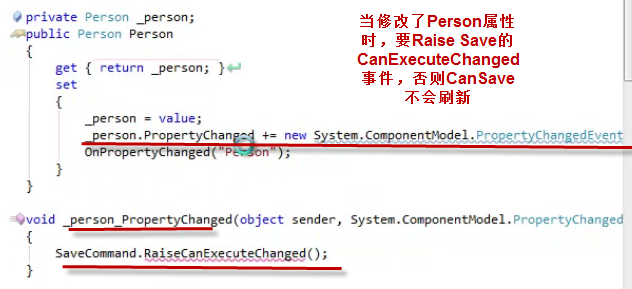 private Person _person;
public Person Person
{
get { return _person; }
set
{
_person = value;
_person.PropertyChanged += new System.ComponentModel.PropertyChangedEvent
OnPropertyChanged("Person");
}
}
void _person_PropertyChanged(object sender, System.ComponentModel.PropertyChanged
{
SaveCommand.RaiseCanExecuteChanged();
}
当修改了Person属性
时，要Raise Save的
CanExecuteChanged
事件，否则CanSave
不会刷新